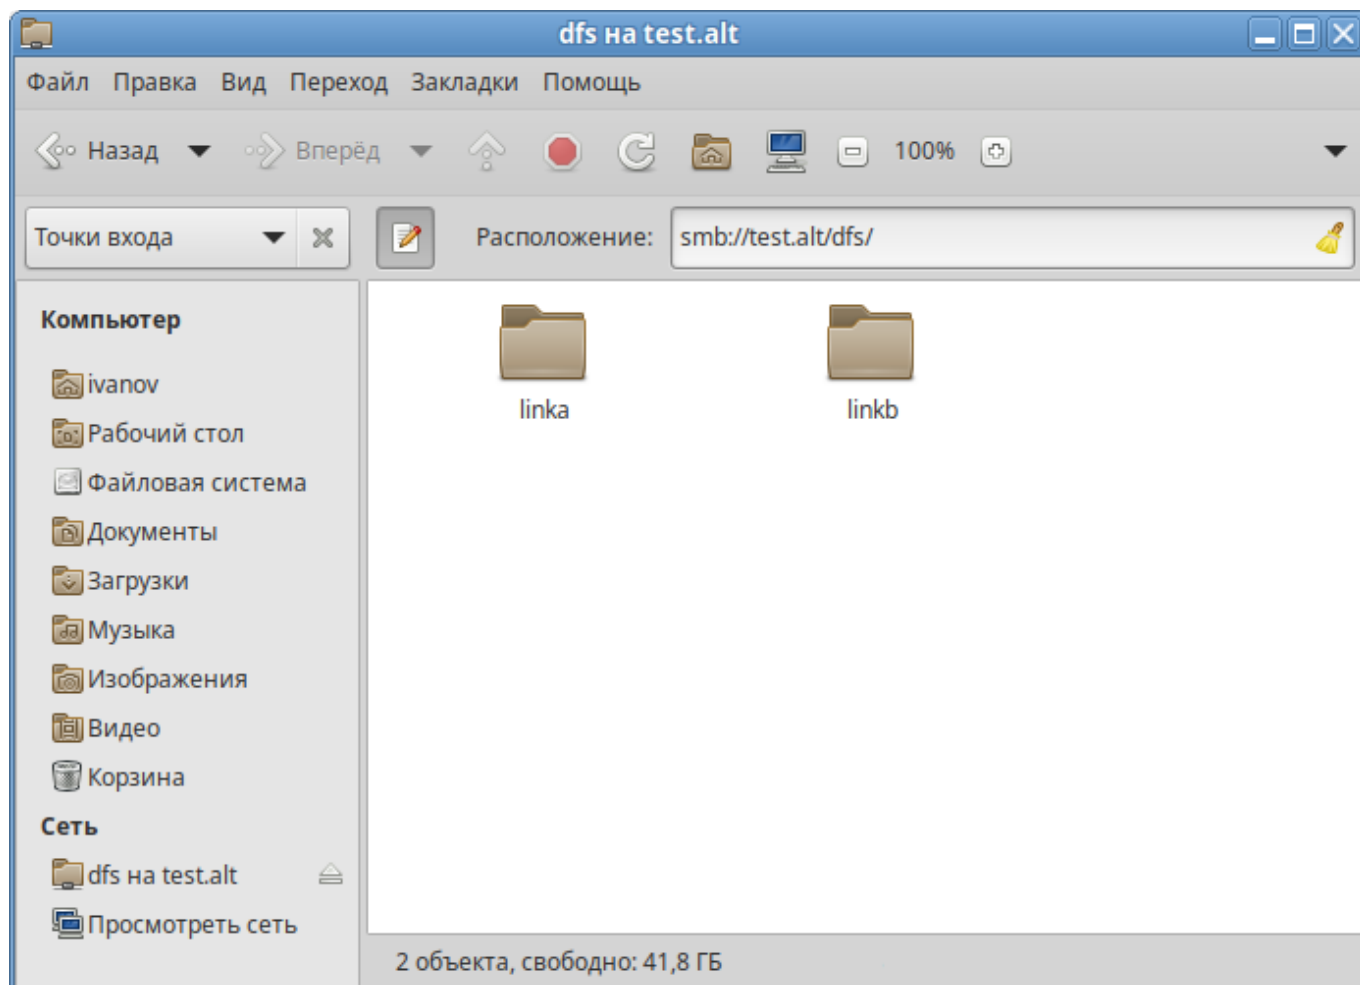 dfs на test.alt
Файл Правка Вид Переход Закладки Помощь
Назад Вперёд 100%
Точки входа Расположение: smb://test.alt/dfs/
Компьютер
ivanov
Рабочий стол
Файловая система
Документы
Загрузки
Музыка
Изображения
Видео
Корзина
Сеть
dfs на test.alt
Просмотреть сеть
linka linkb
2 объекта, свободно: 41,8 ГБ